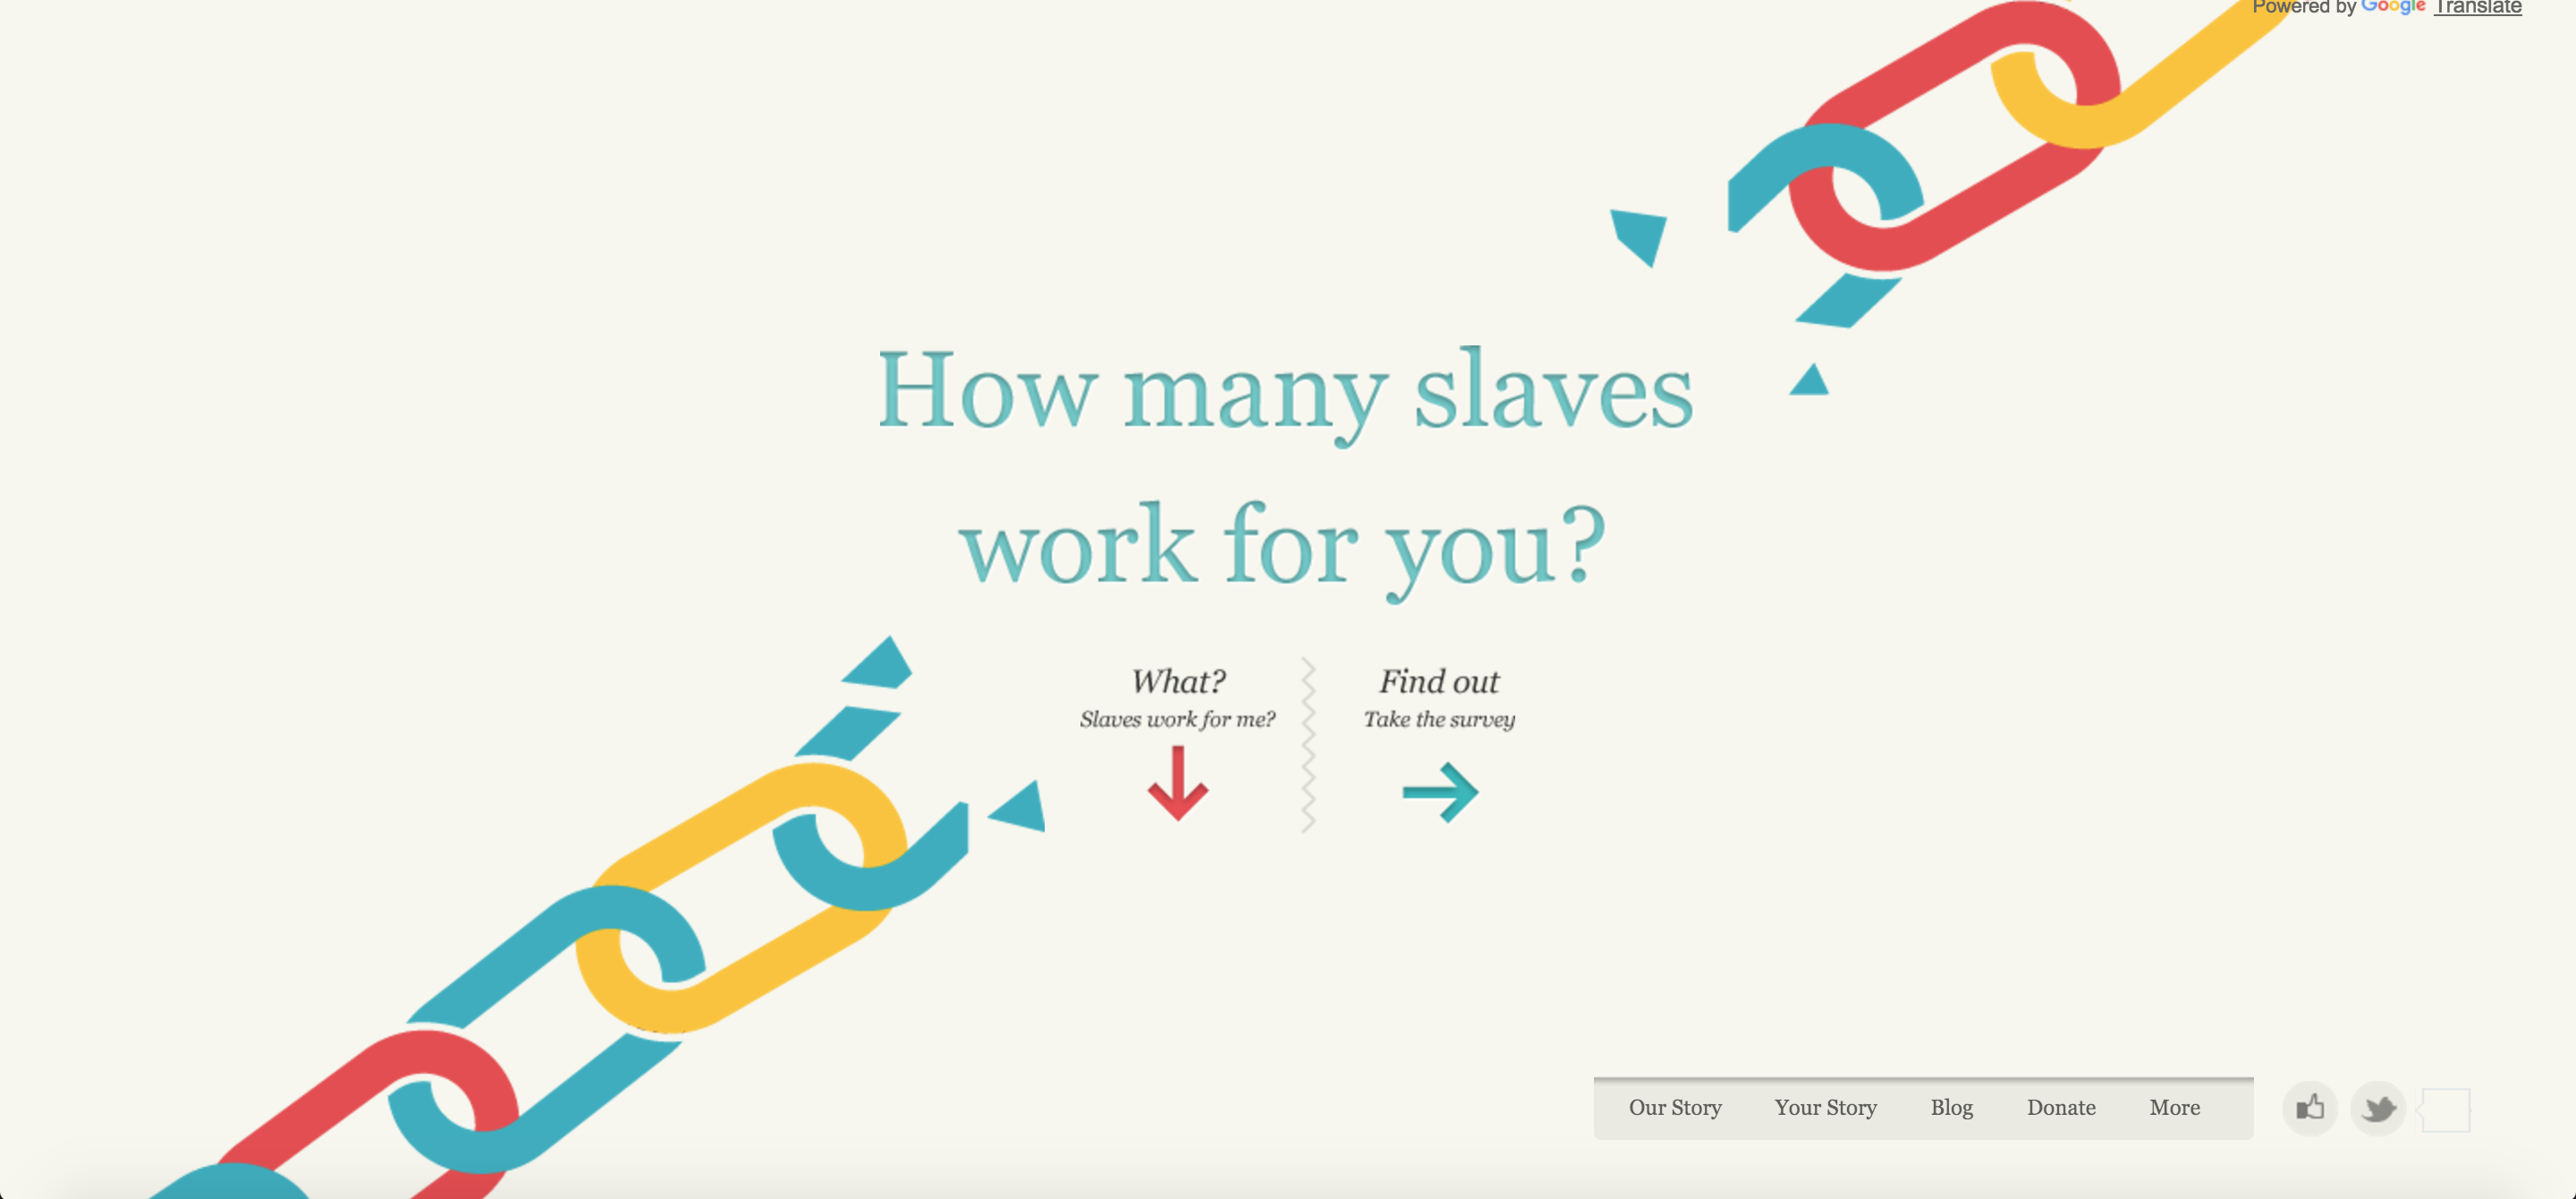 Powered by Google Translate
How many slaves
work for you?
What?
Slaves work for me?
Find out
Take the survey
Our Story
Your Story
Blog
Donate
More